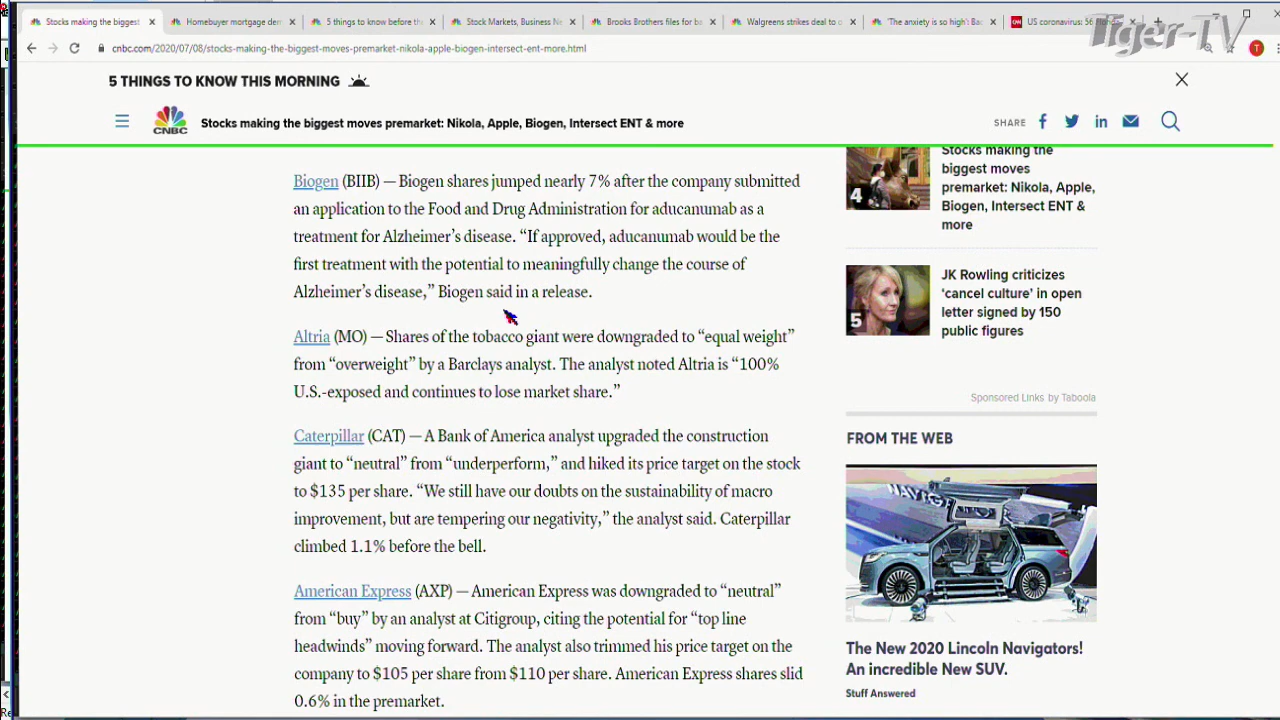 Stocks making the biggest
Homebuyer mortgage dem
5 things to know before the
Stock Markets, Business Ne
Brooks Brothers files for ba
Walgreens strikes deal to o
'The anxiety is so high': Ba
US coronavirus: 56
Tiger-TV
cnbc.com/2020/07/08/stocks-making-the-biggest-moves-premarket-nikola-apple-biogen-intersect-ent-more.html
T
5 THINGS TO KNOW THIS MORNING
CNBC
Stocks making the biggest moves premarket: Nikola, Apple, Biogen, Intersect ENT & more
SHARE
Biogen (BIIB) — Biogen shares jumped nearly 7% after the company submitted
an application to the Food and Drug Administration for aducanumab as a
treatment for Alzheimer's disease. “If approved, aducanumab would be the
first treatment with the potential to meaningfully change the course of
Alzheimer's disease,” Biogen said in a release.
Altria (MO) — Shares of the tobacco giant were downgraded to “equal weight”
from “overweight” by a Barclays analyst. The analyst noted Altria is “100%
U.S.-exposed and continues to lose market share.”
Caterpillar (CAT) — A Bank of America analyst upgraded the construction
giant to “neutral” from “underperform,” and hiked its price target on the stock
to $135 per share. “We still have our doubts on the sustainability of macro
improvement, but are tempering our negativity,” the analyst said. Caterpillar
climbed 1.1% before the bell.
American Express (AXP) — American Express was downgraded to “neutral”
from “buy” by an analyst at Citigroup, citing the potential for “top line
headwinds” moving forward. The analyst also trimmed his price target on the
company to $105 per share from $110 per share. American Express shares slid
0.6% in the premarket.
4
Stocks making the
biggest moves
premarket: Nikola, Apple,
Biogen, Intersect ENT &
more
5
JK Rowling criticizes
‘cancel culture’ in open
letter signed by 150
public figures
Sponsored Links by Taboola
FROM THE WEB
The New 2020 Lincoln Navigators!
An incredible New SUV.
Stuff Answered
Re